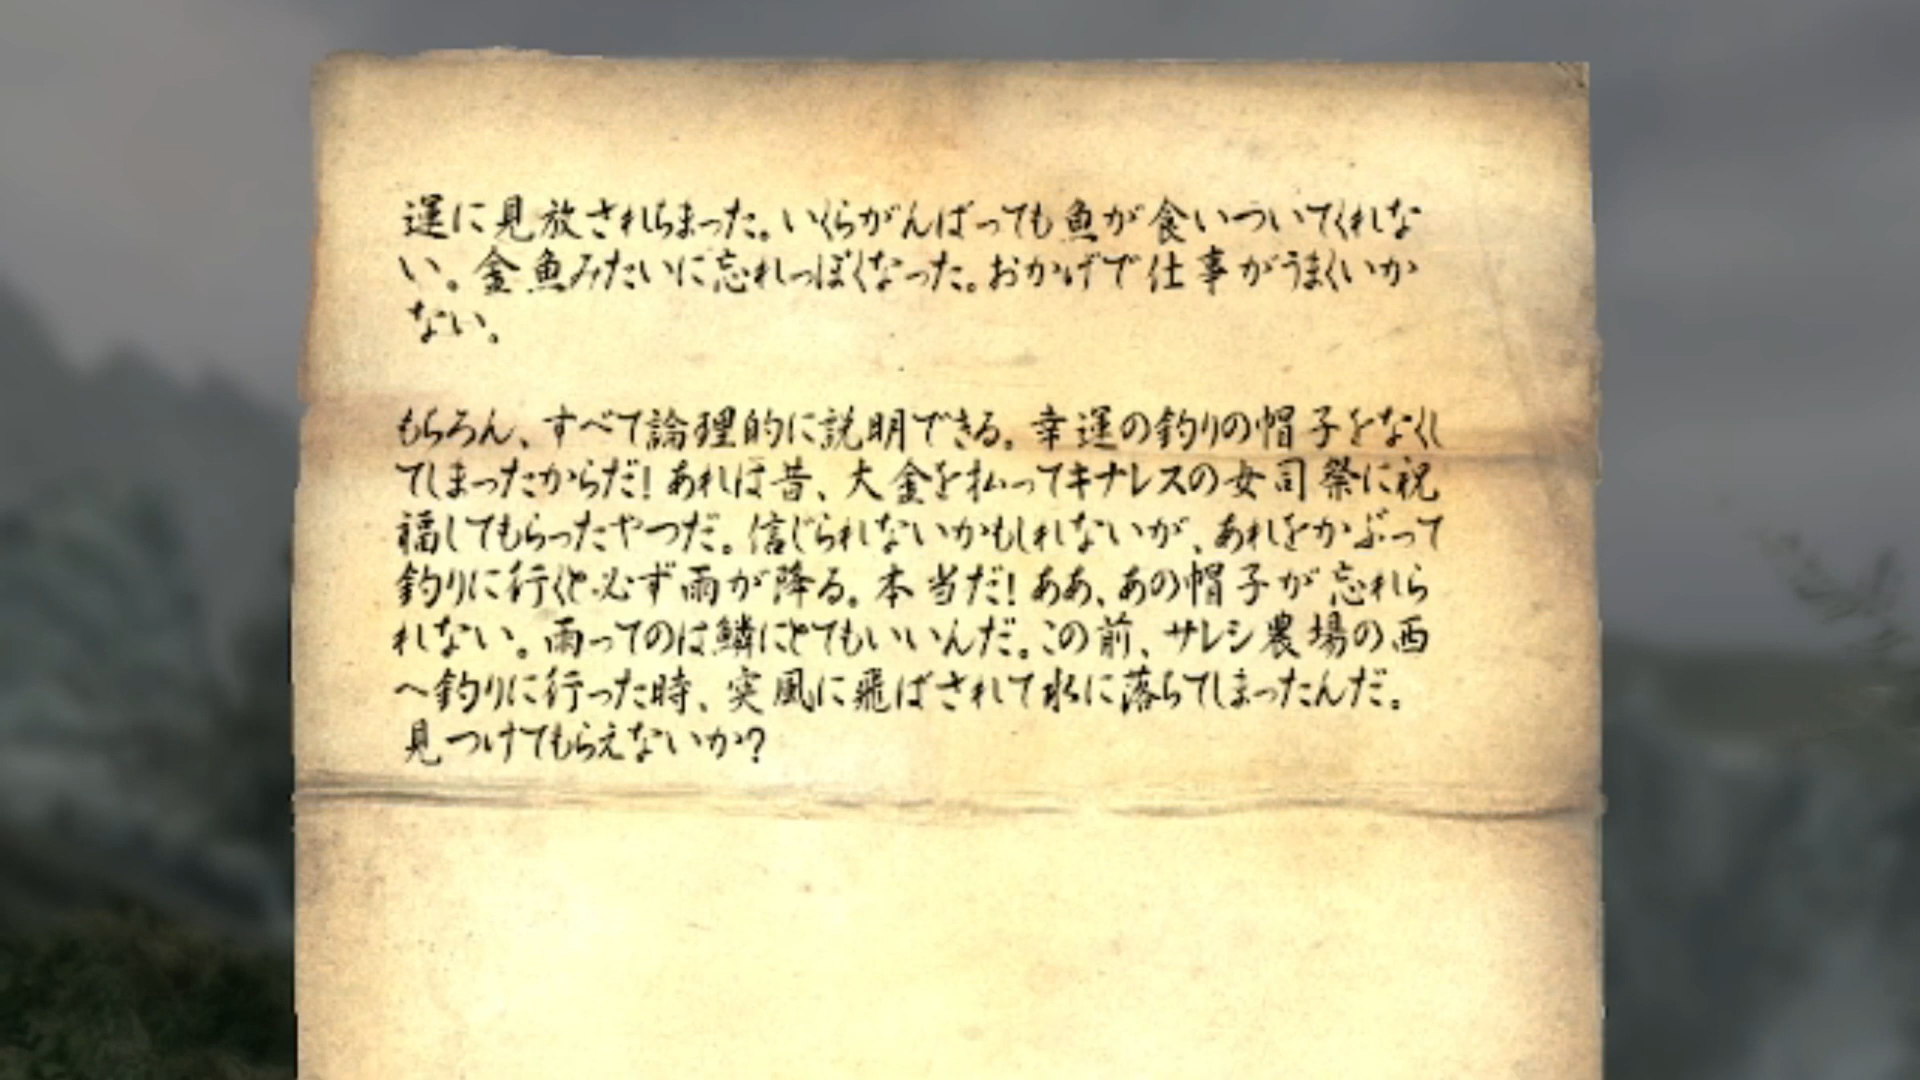 運に見放されちまった。いくらがんばっても魚が食いついてくれな
い。金魚みたいに忘れっぽくなった。おかげで仕事がうまくいか
ない。
もちろん、すべて論理的に説明できる。幸運の釣りの帽子をなくし
てしまったからだ！あれは昔、大金を払ってキナレスの女司祭に祝
福してもらったやつだ。信じられないかもしれないが、あれをかぶって
釣りに行くと必ず雨が降る。本当だ！ああ、あの帽子が忘れら
れない。雨ってのは鱗にとてもいいんだ。この前、サレシ農場の西
へ釣りに行った時、突風に飛ばされて水に落ちてしまったんだ。
見つけてもらえないか？